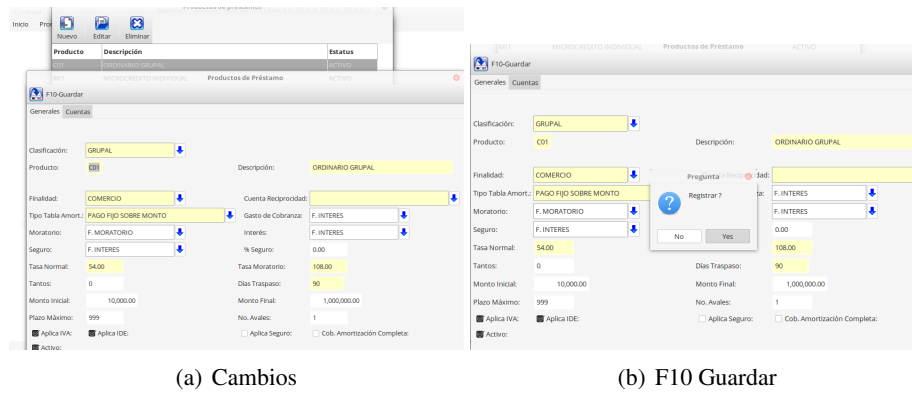 Productos de préstamo
Inicio
Nuevo Editar Eliminar
Producto Descripción Estatus
C01 ORDINARIO GRUPAL ACTIVO
M01 MICROCREDITO INDIVIDUAL Productos de Préstamo ACTIVO
F10-Guardar
Generales Cuentas
Clasificación: GRUPAL
Producto: C01 Descripción: ORDINARIO GRUPAL
Finalidad: COMERCIO Cuenta Reciprocidad:
Tipo Tabla Amort.: PAGO FIJO SOBRE MONTO Gasto de Cobranza: F. INTERES
Moratorio: F. MORATORIO Interés: F. INTERES
Seguro: F. INTERES % Seguro: 0.00
Tasa Normal: 54.00 Tasa Moratorio: 108.00
Tantos: 0 Días Traspaso: 90
Monto Inicial: 10,000.00 Monto Final: 1,000,000.00
Plazo Máximo: 999 No. Avales: 1
Aplica IVA: Aplica IDE: Aplica Seguro: Cob. Amortización Completa:
Activo:
(a) Cambios
M01 MICROCREDITO INDIVIDUAL Productos de Préstamo ACTIVO
F10-Guardar
Generales Cuentas
Clasificación: GRUPAL
Producto: C01 Descripción: ORDINARIO GRUPAL
Finalidad: COMERCIO
Pregunta
Registrar ?
No Yes
Tipo Tabla Amort.: PAGO FIJO SOBRE MONTO F. INTERES
Moratorio: F. MORATORIO F. INTERES
Seguro: F. INTERES 0.00
Tasa Normal: 54.00 108.00
Tantos: 0 Días Traspaso: 90
Monto Inicial: 10,000.00 Monto Final: 1,000,000.00
Plazo Máximo: 999 No. Avales: 1
Aplica IVA: Aplica IDE: Aplica Seguro: Cob. Amortización Completa:
Activo:
(b) F10 Guardar